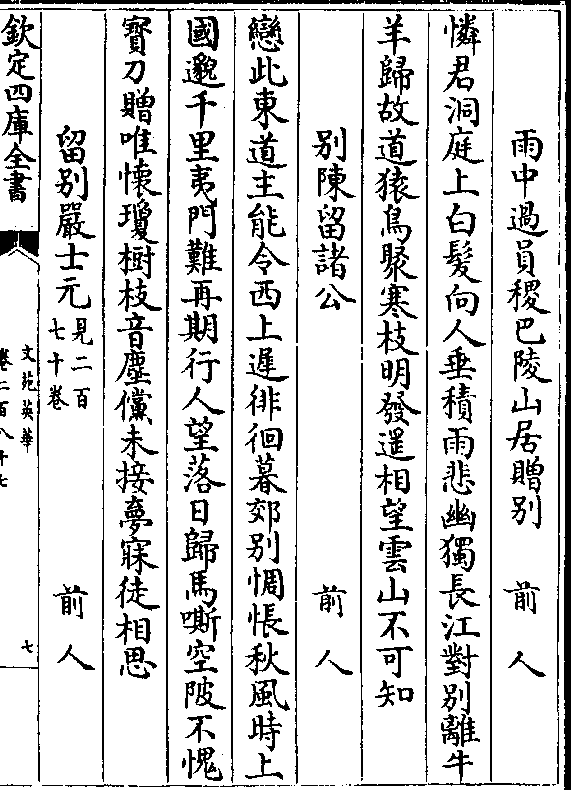 雨中過員稷巴陵山居贈別　前人
憐君洞庭上白髮向人垂積雨悲幽獨長江對別離牛
羊歸故道猿鳥聚寒枝明發遥相望雲山不可知
別陳留諸公　前人
戀此東道主能令西上遲徘徊暮郊別惆悵秋風時上
國邈千里夷門難再期行人望落日歸馬嘶空陂不愧
寳刀贈唯懷瓊樹枝音塵儻未接夢寐徒相思
留別嚴士元見二百七十卷　前人
欽定四庫全書
文苑英華
卷二百八十七
七